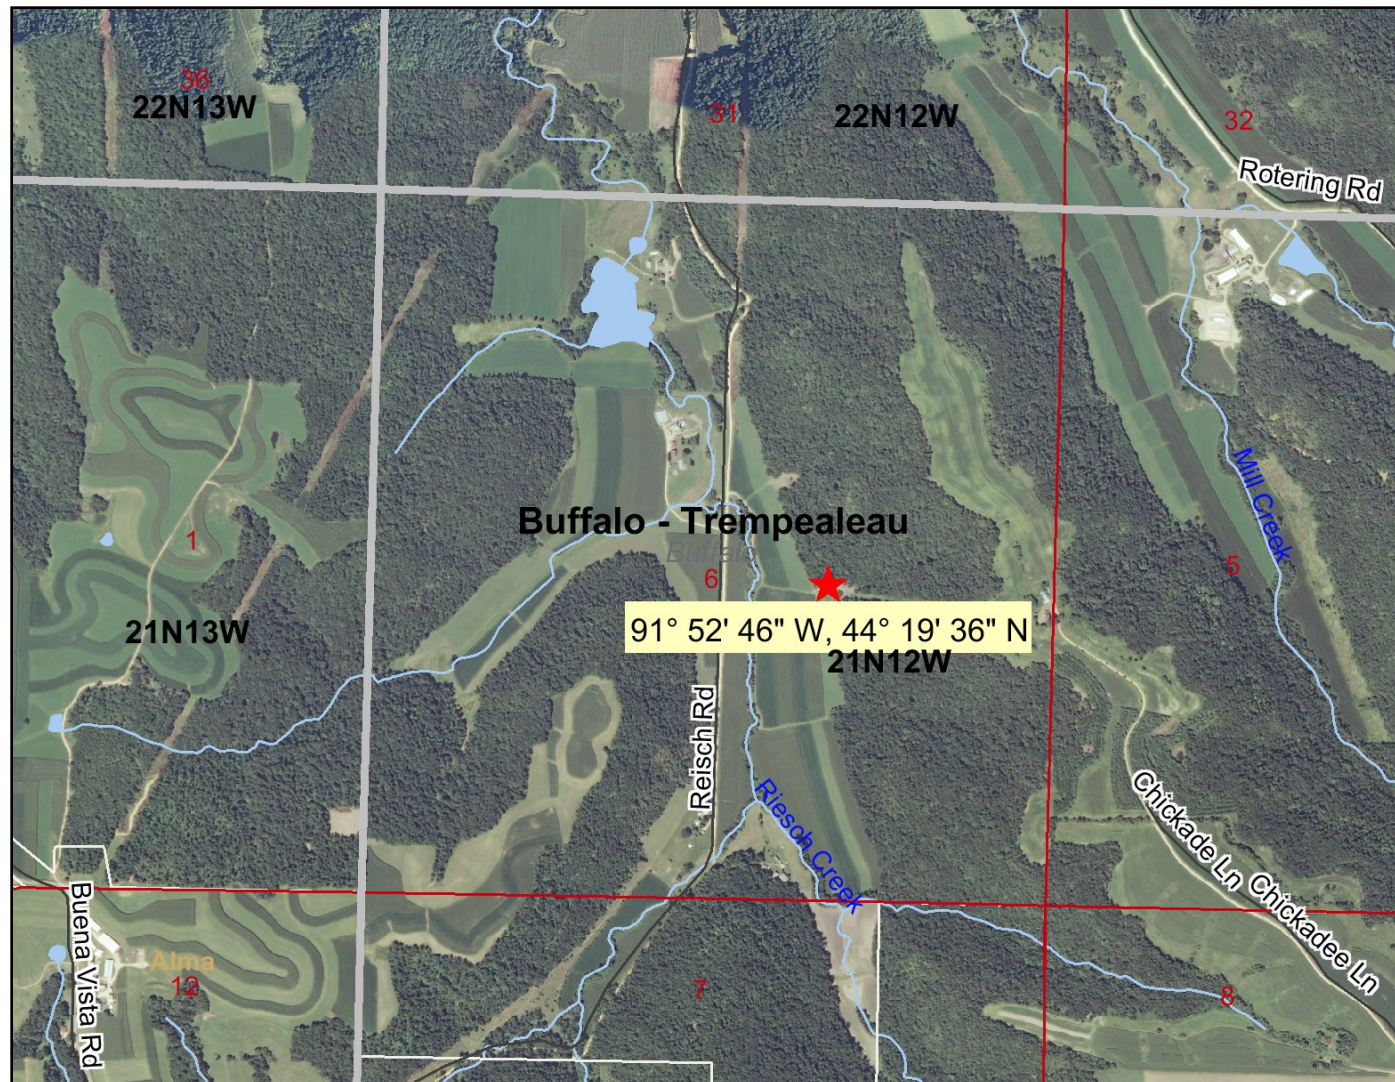 36
22N13W
31
22N12W
32
Rotering Rd
Mill Creek
Buffalo - Trempealeau
Buffalo
1
6
5
91° 52' 46" W, 44° 19' 36" N
21N13W
21N12W
Reisch Rd
Riesch Creek
Chickade Ln
Chickadee Ln
Buena Vista Rd
Alma
12
7
8